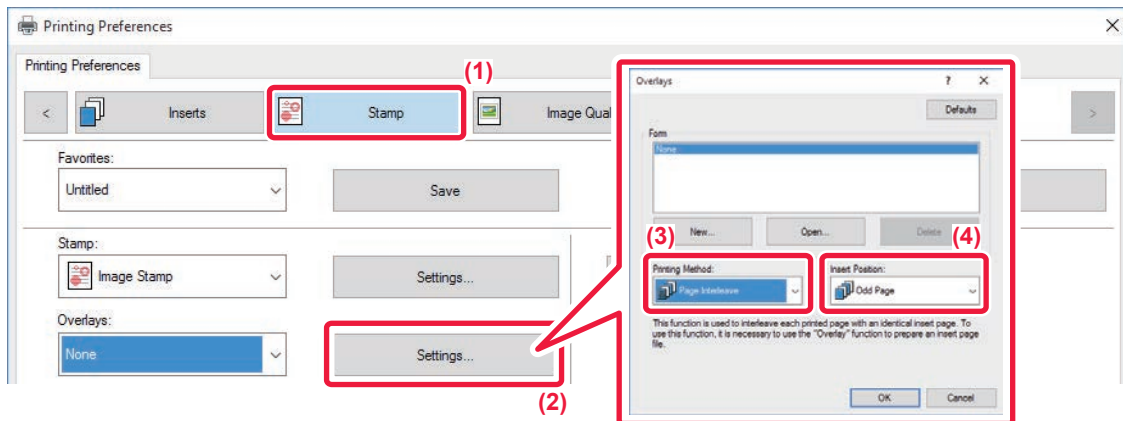 Printing Preferences
Printing Preferences
(1)
< Inserts Stamp Image Qual >
Favorites:
Untitled Save
Stamp:
Image Stamp Settings...
Overlays:
None Settings...
(2)
Overlays ? ×
Defaults
Form
None
New... Open... Delete
(3) (4)
Printing Method: Insert Position:
Page Interleave Odd Page
This function is used to interleave each printed page with an identical insert page. To
use this function, it is necessary to use the "Overlay" function to prepare an insert page
file.
OK Cancel